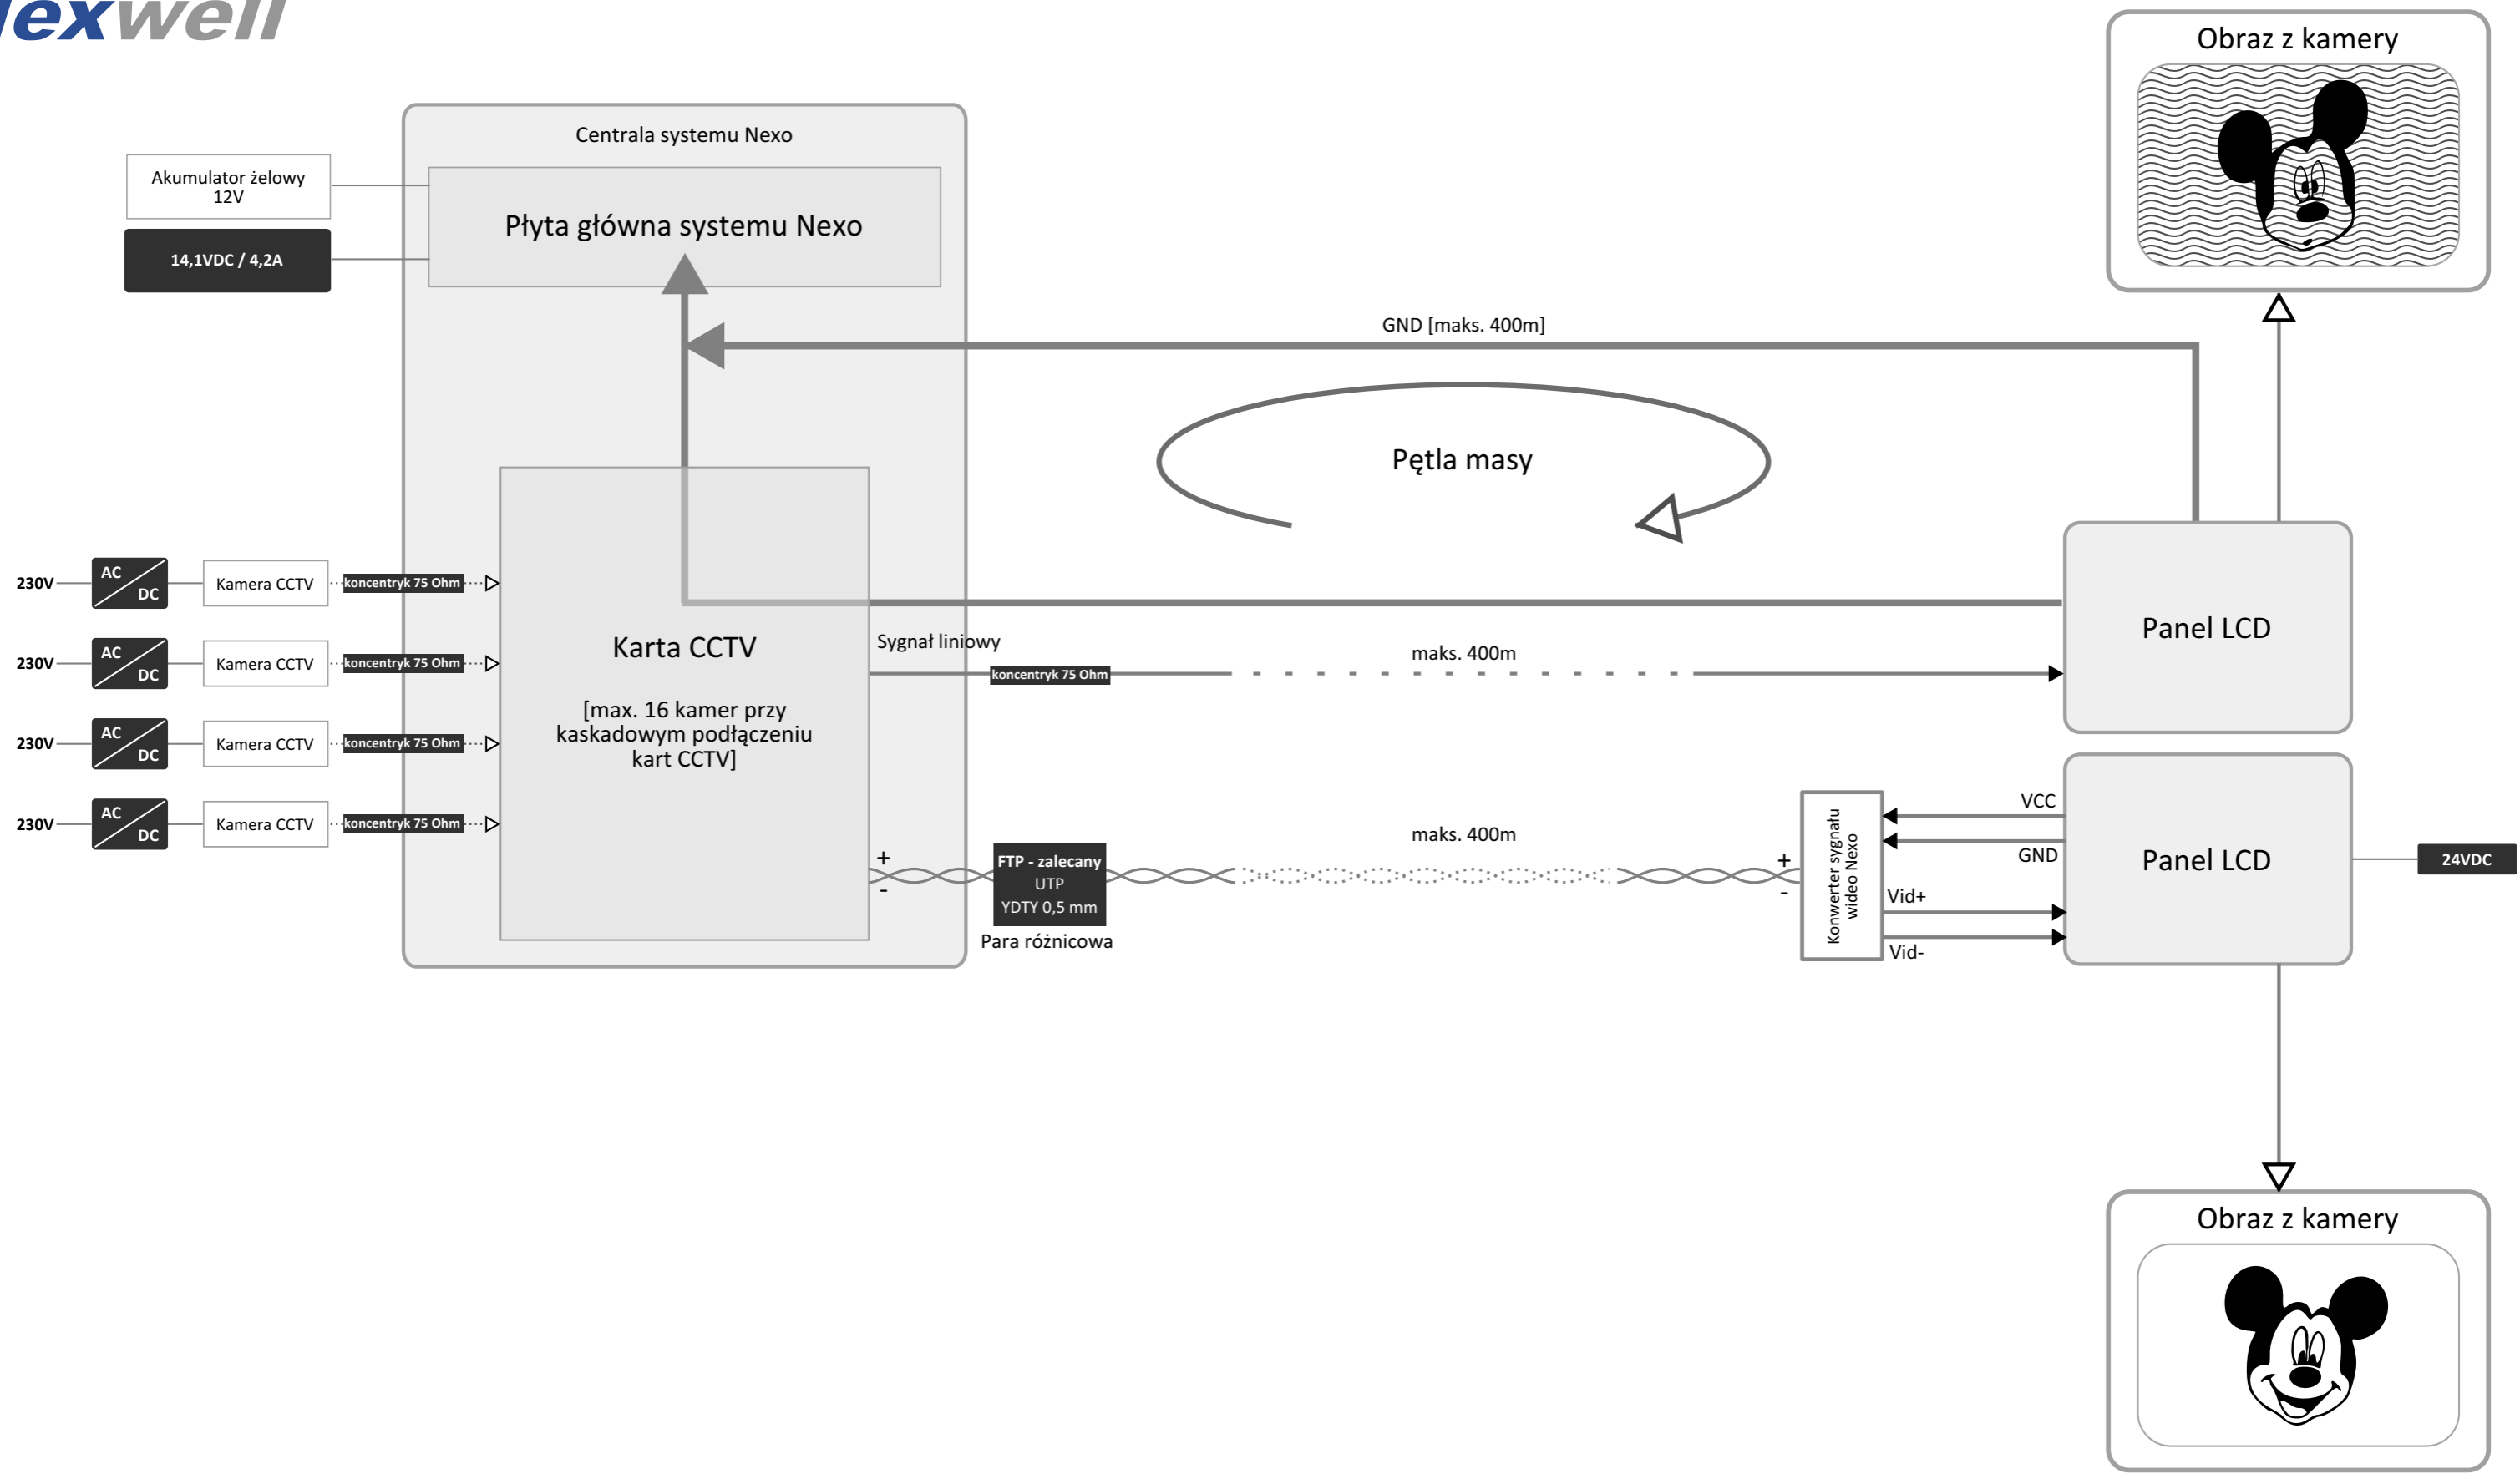 exwell
Obraz z kamery
Centrala systemu Nexo
Akumulator żelowy
12V
Płyta główna systemu Nexo
14,1VDC / 4,2A
GND [maks. 400m]
Pętla masy
230V
AC
DC
Kamera CCTV
koncentryk 75 Ohm
230V
AC
DC
Kamera CCTV
koncentryk 75 Ohm
230V
AC
DC
Kamera CCTV
koncentryk 75 Ohm
230V
AC
DC
Kamera CCTV
koncentryk 75 Ohm
Karta CCTV
[max. 16 kamer przy
kaskadowym podłączeniu
kart CCTV]
Sygnał liniowy
koncentryk 75 Ohm
maks. 400m
Panel LCD
+
-
FTP - zalecany
UTP
YDTY 0,5 mm
Para różnicowa
maks. 400m
+
-
Konwerter sygnału
wideo Nexo
VCC
GND
Vid+
Vid-
Panel LCD
24VDC
Obraz z kamery